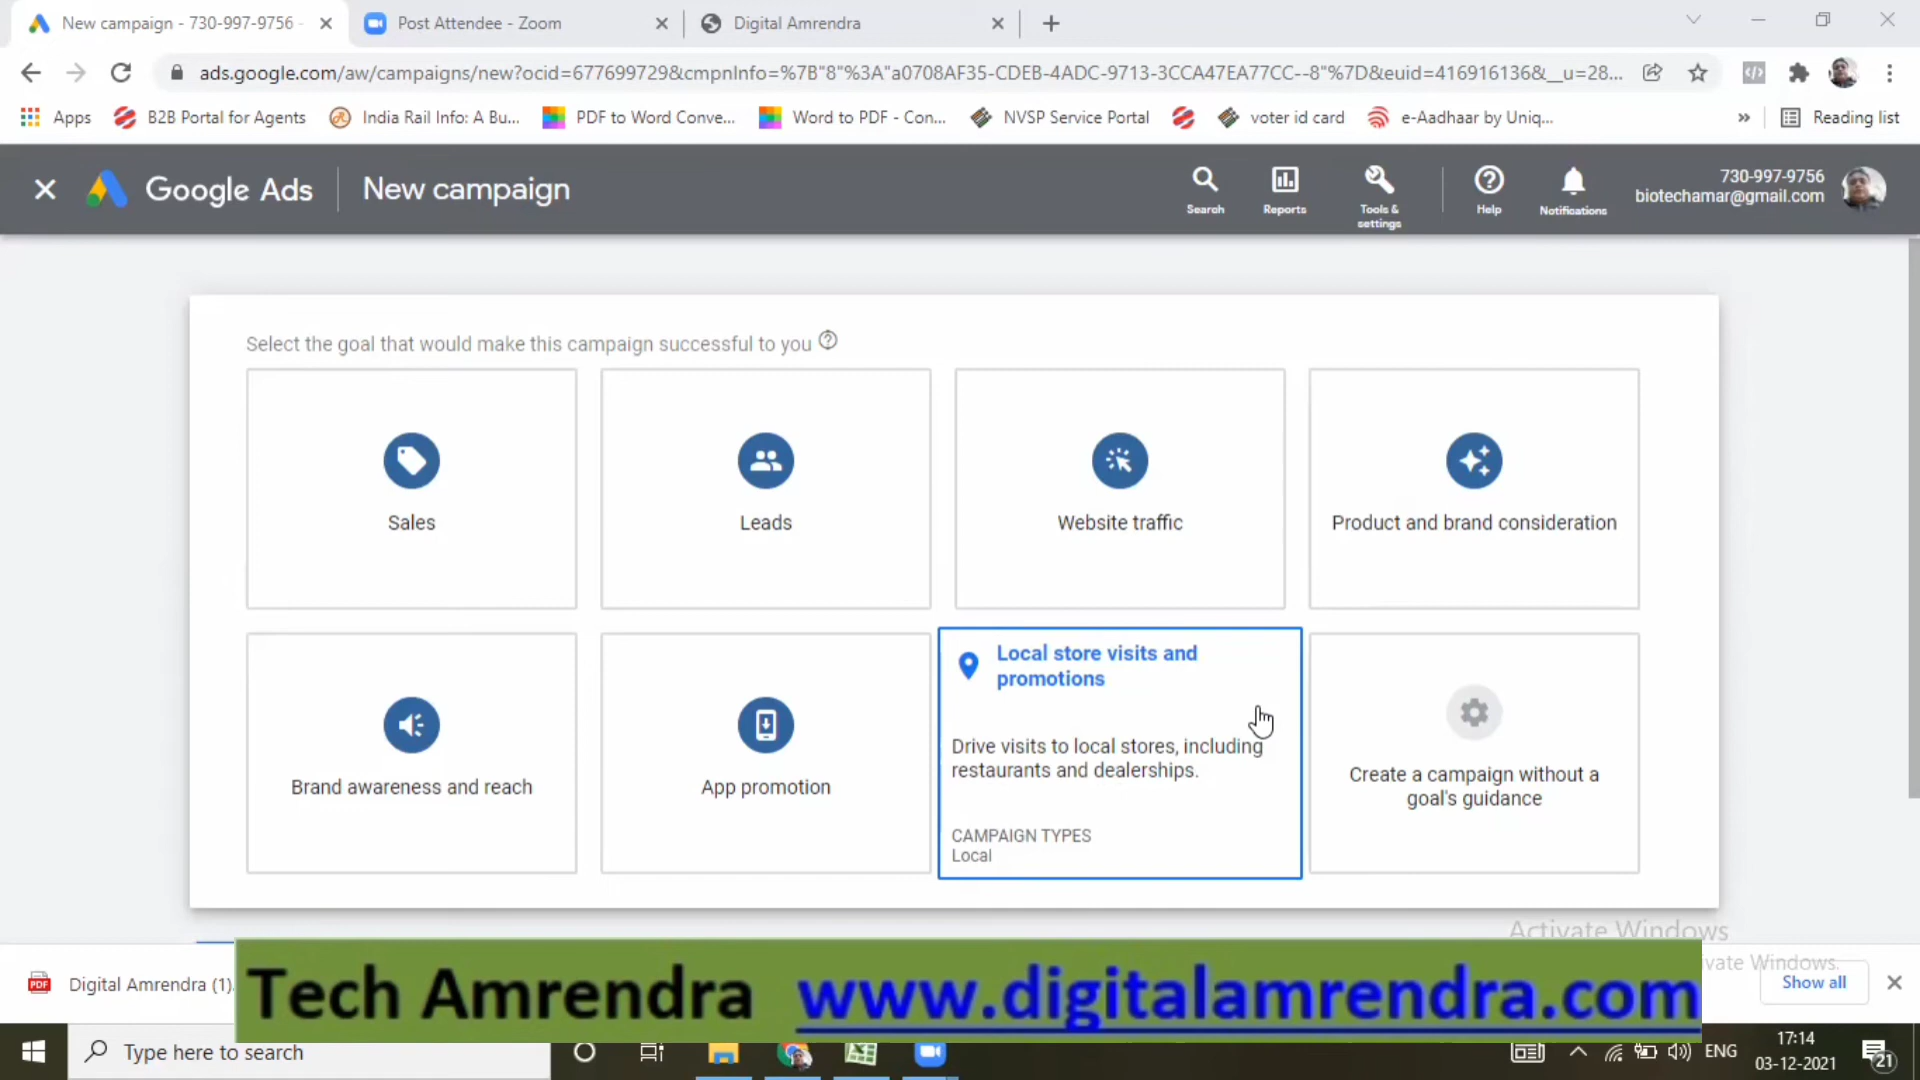 New campaign - 730-997-9756 -
Post Attendee - Zoom
Digital Amrendra
ads.google.com/aw/campaigns/new?ocid=677699729&cmpnInfo=%7B"8"%3A"a0708AF35-CDEB-4ADC-9713-3CCA47EA77CC--8"%7D&euid=416916136&__u=28...
Apps
B2B Portal for Agents
India Rail Info: A Bu...
PDF to Word Conve...
Word to PDF - Con...
NVSP Service Portal
voter id card
e-Aadhaar by Uniq...
»
Reading list
Google Ads
New campaign
Search
Reports
Tools &
settings
Help
Notifications
730-997-9756
biotechamar@gmail.com
Select the goal that would make this campaign successful to you
Sales
Leads
Website traffic
Product and brand consideration
Brand awareness and reach
App promotion
Local store visits and
promotions
Drive visits to local stores, including
restaurants and dealerships.
CAMPAIGN TYPES
Local
Create a campaign without a
goal's guidance
Activate Windows
vate Windows.
PDF
Digital Amrendra (1)
Tech Amrendra www.digitalamrendra.com
Show all
Type here to search
ENG
17:14
03-12-2021
21